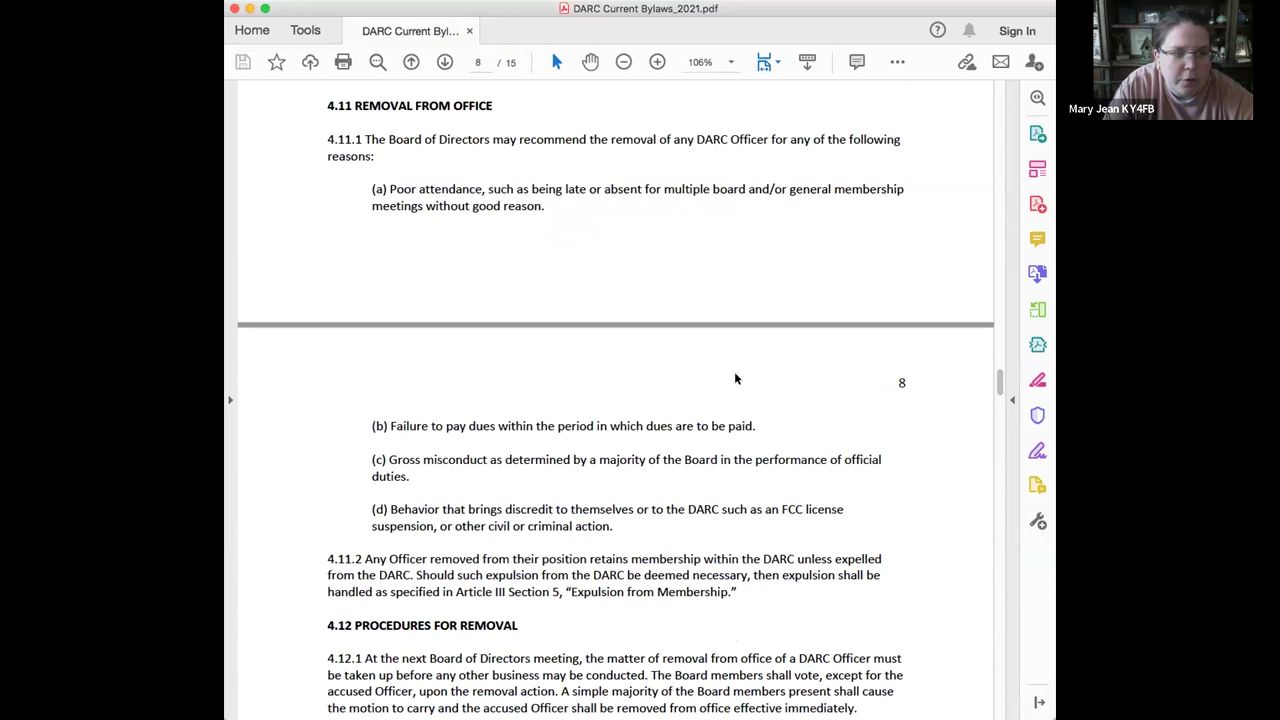 DARC Current Bylaws_2021.pdf
Home
Tools
DARC Current Byl... ×
Sign In
8 / 15
106%
Mary Jean KY4FB
4.11 REMOVAL FROM OFFICE
4.11.1 The Board of Directors may recommend the removal of any DARC Officer for any of the following
reasons:
(a) Poor attendance, such as being late or absent for multiple board and/or general membership
meetings without good reason.
8
(b) Failure to pay dues within the period in which dues are to be paid.
(c) Gross misconduct as determined by a majority of the Board in the performance of official
duties.
(d) Behavior that brings discredit to themselves or to the DARC such as an FCC license
suspension, or other civil or criminal action.
4.11.2 Any Officer removed from their position retains membership within the DARC unless expelled
from the DARC. Should such expulsion from the DARC be deemed necessary, then expulsion shall be
handled as specified in Article III Section 5, “Expulsion from Membership.”
4.12 PROCEDURES FOR REMOVAL
4.12.1 At the next Board of Directors meeting, the matter of removal from office of a DARC Officer must
be taken up before any other business may be conducted. The Board members shall vote, except for the
accused Officer, upon the removal action. A simple majority of the Board members present shall cause
the motion to carry and the accused Officer shall be removed from office effective immediately.